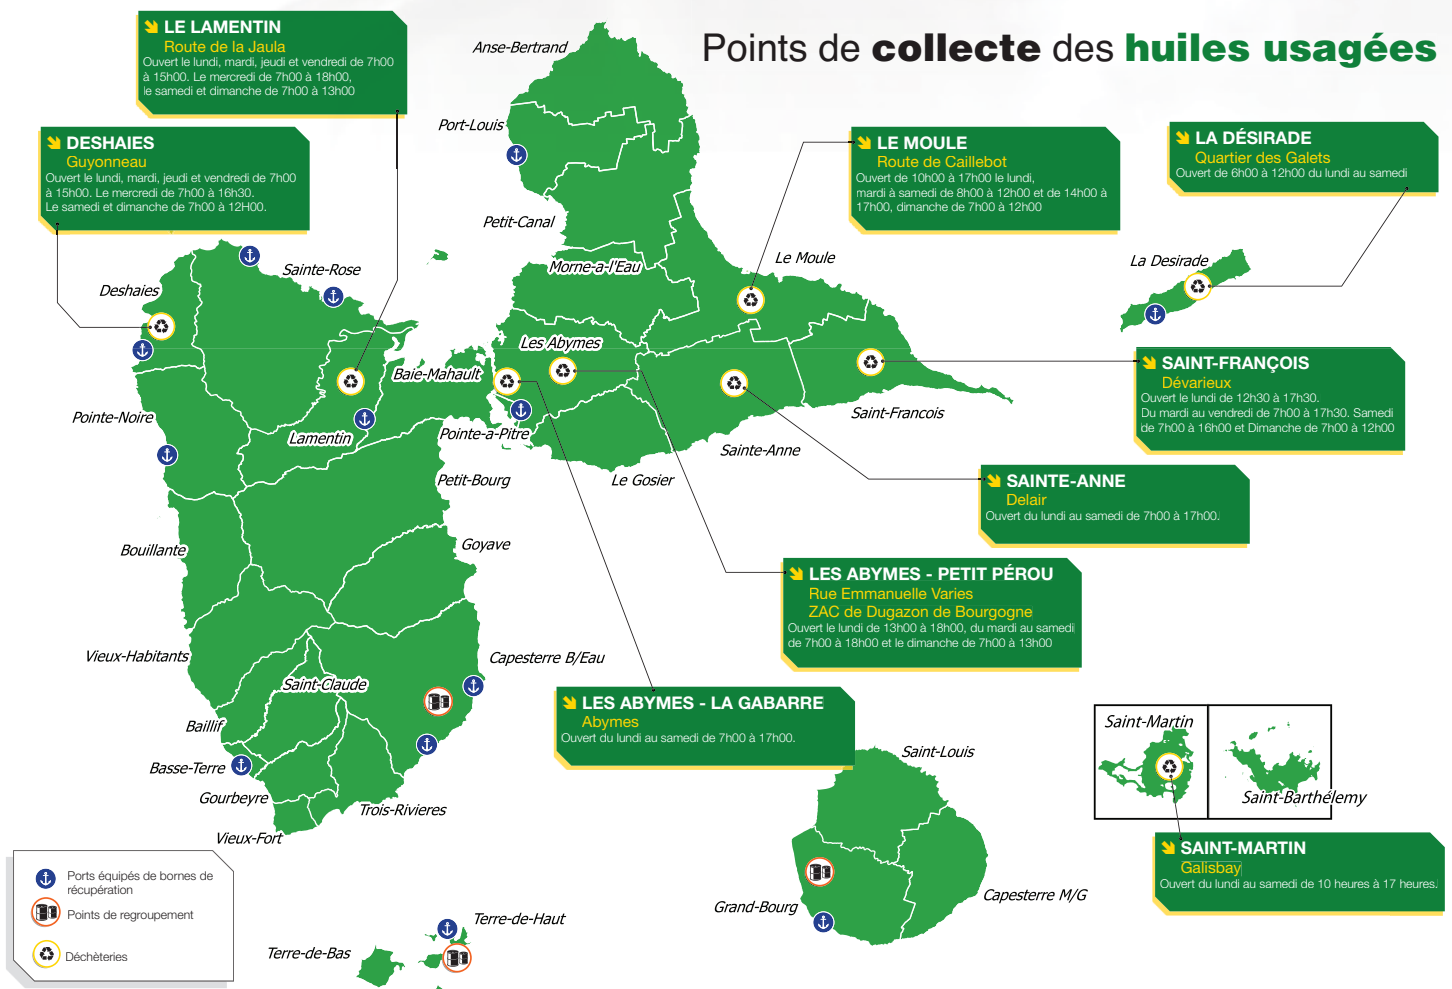 Points de collecte des huiles usagées
LE LAMENTIN
Route de la Jaula
Ouvert le lundi, mardi, jeudi et vendredi de 7h00
à 15h00. Le mercredi de 7h00 à 18h00,
le samedi et dimanche de 7h00 à 13h00
DESHAIES
Guyonneau
Ouvert le lundi, mardi, jeudi et vendredi de 7h00
à 15h00. Le mercredi de 7h00 à 16h30.
Le samedi et dimanche de 7h00 à 12H00.
LE MOULE
Route de Caillebot
Ouvert de 10h00 à 17h00 le lundi,
mardi à samedi de 8h00 à 12h00 et de 14h00 à
17h00, dimanche de 7h00 à 12h00
LA DÉSIRADE
Quartier des Galets
Ouvert de 6h00 à 12h00 du lundi au samedi
Anse-Bertrand
Port-Louis
Petit-Canal
Morne-a-l'Eau
Le Moule
La Desirade
Sainte-Rose
Deshaies
Les Abymes
Baie-Mahault
Pointe-Noire
Lamentin
Pointe-a-Pitre
Saint-Francois
Sainte-Anne
Le Gosier
Petit-Bourg
Bouillante
Goyave
SAINT-FRANÇOIS
Dévarieux
Ouvert le lundi de 12h30 à 17h30.
Du mardi au vendredi de 7h00 à 17h30. Samedi
de 7h00 à 16h00 et Dimanche de 7h00 à 12h00
SAINTE-ANNE
Delair
Ouvert du lundi au samedi de 7h00 à 17h00.
LES ABYMES - PETIT PÉROU
Rue Emmanuelle Varies
ZAC de Dugazon de Bourgogne
Ouvert le lundi de 13h00 à 18h00, du mardi au samedi
de 7h00 à 18h00 et le dimanche de 7h00 à 13h00
LES ABYMES - LA GABARRE
Abymes
Ouvert du lundi au samedi de 7h00 à 17h00.
Vieux-Habitants
Capesterre B/Eau
Saint-Claude
Baillif
Basse-Terre
Gourbeyre
Trois-Rivieres
Vieux-Fort
Saint-Louis
Capesterre M/G
Grand-Bourg
Terre-de-Haut
Terre-de-Bas
Saint-Martin
Saint-Barthélemy
SAINT-MARTIN
Galisbay
Ouvert du lundi au samedi de 10 heures à 17 heures.
Ports équipés de bornes de
récupération
Points de regroupement
Déchèteries